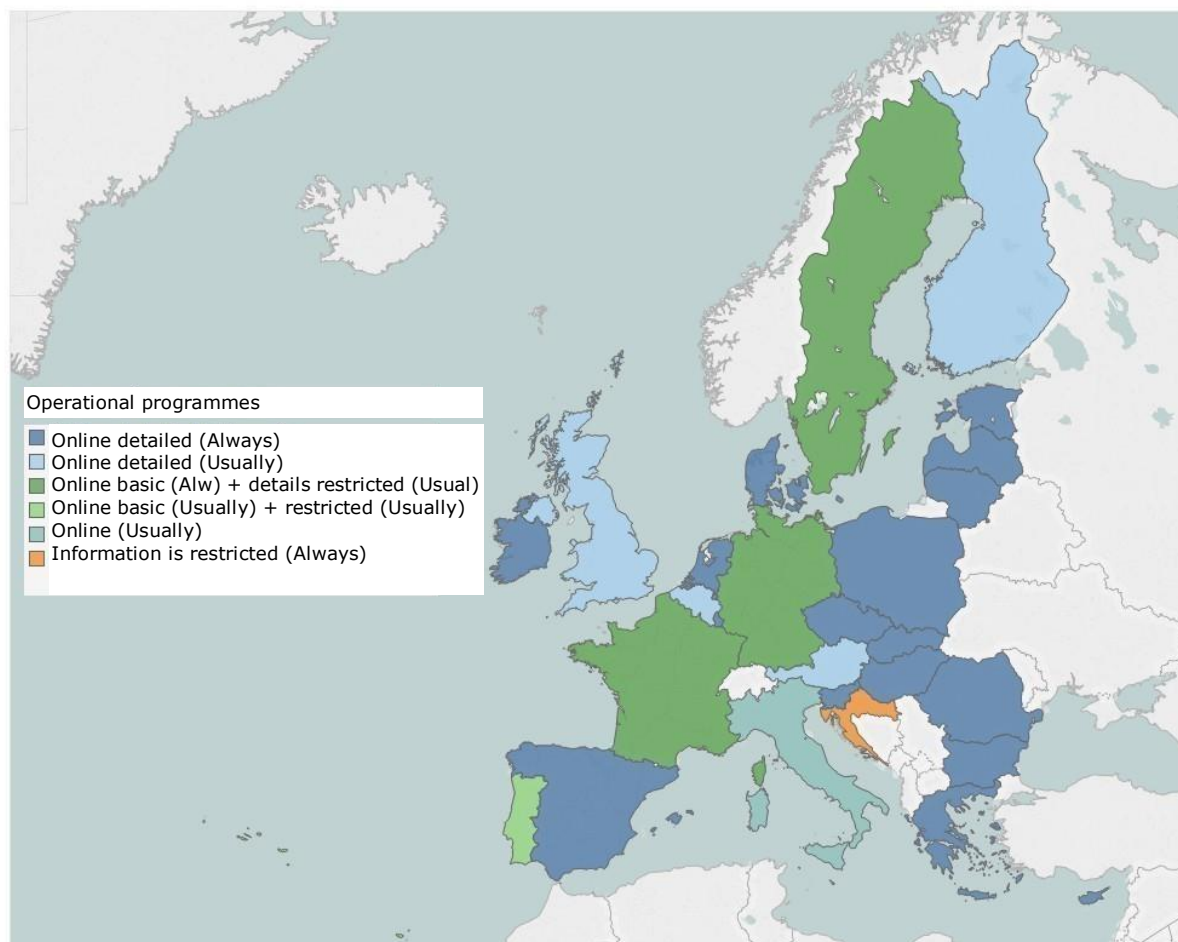 Operational programmes
Online detailed (Always)
Online detailed (Usually)
Online basic (Alw) + details restricted (Usual)
Online basic (Usually) + restricted (Usually)
Online (Usually)
Information is restricted (Always)